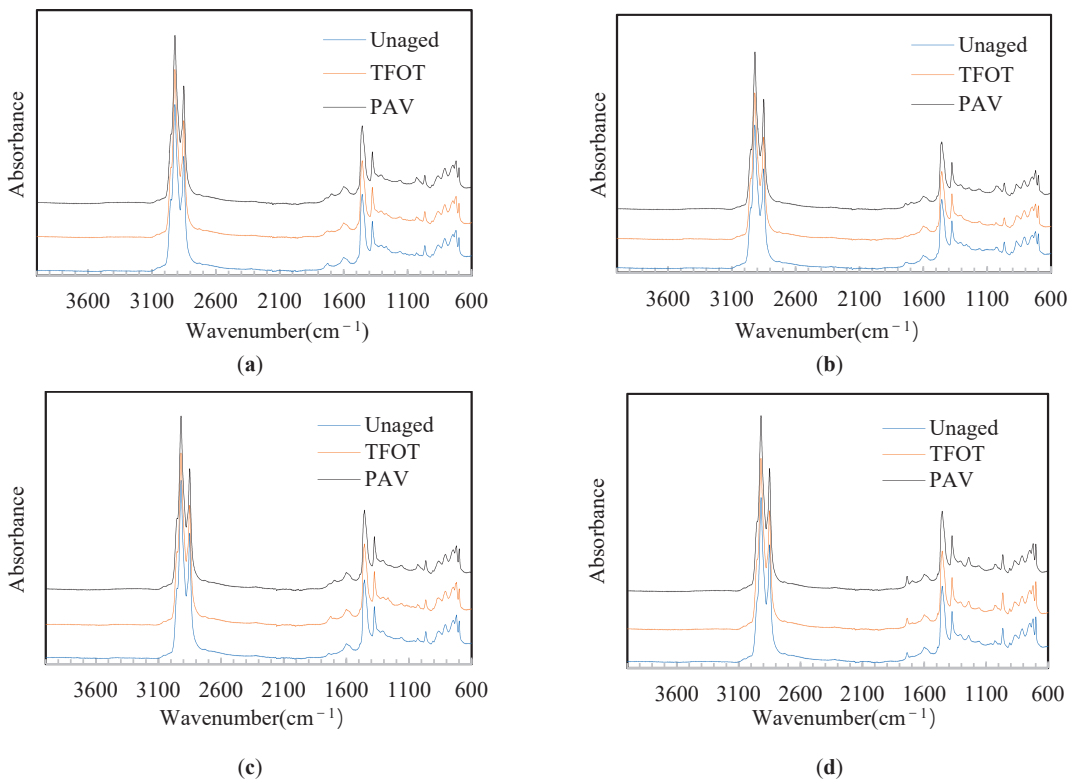 Absorbance
Unaged
TFOT
PAV
3600 3100 2600 2100 1600 1100 600
Wavenumber(cm⁻¹)
(a)
Absorbance
Unaged
TFOT
PAV
3600 3100 2600 2100 1600 1100 600
Wavenumber(cm⁻¹)
(b)
Absorbance
Unaged
TFOT
PAV
3600 3100 2600 2100 1600 1100 600
Wavenumber(cm⁻¹)
(c)
Absorbance
Unaged
TFOT
PAV
3600 3100 2600 2100 1600 1100 600
Wavenumber(cm⁻¹)
(d)